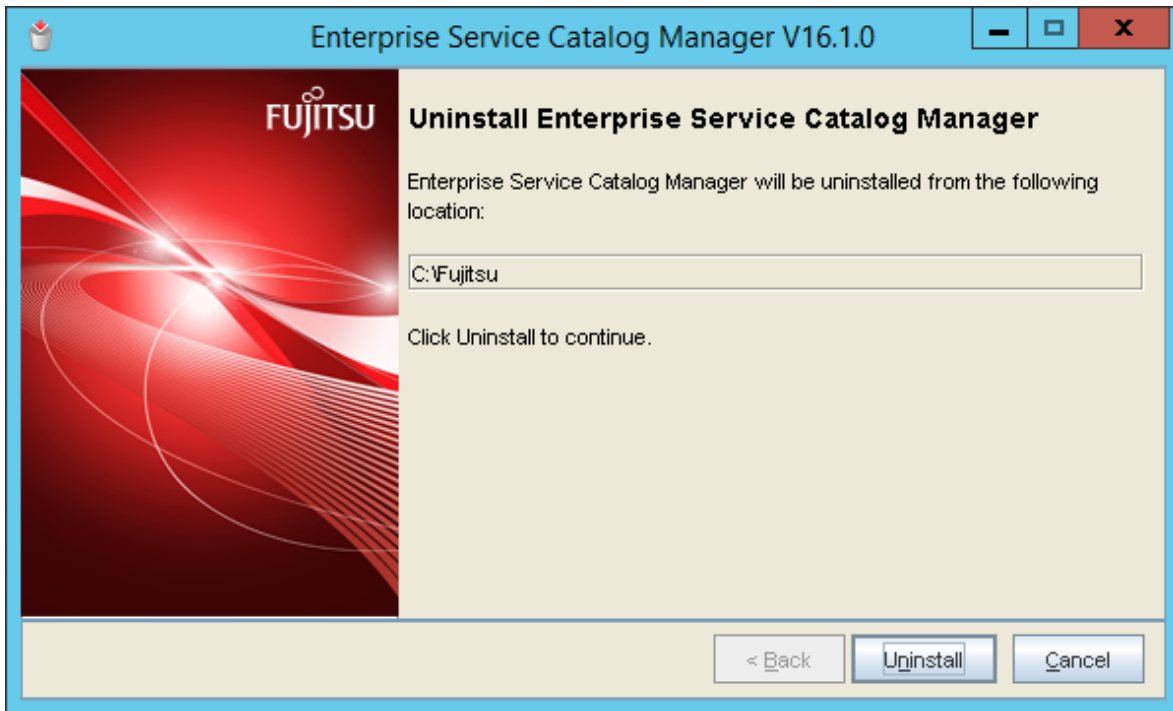 Enterprise Service Catalog Manager V16.1.0
FUJITSU
Uninstall Enterprise Service Catalog Manager
Enterprise Service Catalog Manager will be uninstalled from the following
location:
C:\Fujitsu
Click Uninstall to continue.
< Back
Uninstall
Cancel